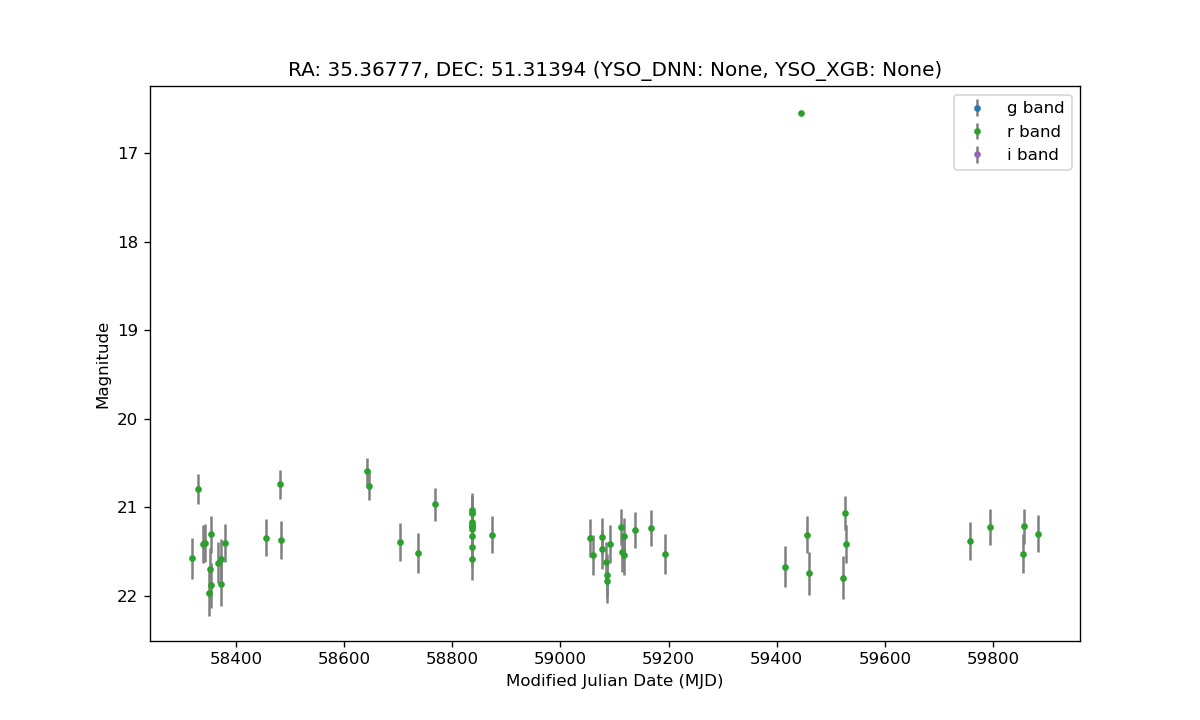 RA: 35.36777, DEC: 51.31394 (YSO_DNN: None, YSO_XGB: None)
g band
r band
i band
17
18
19
20
21
22
Magnitude
58400 58600 58800 59000 59200 59400 59600 59800
Modified Julian Date (MJD)